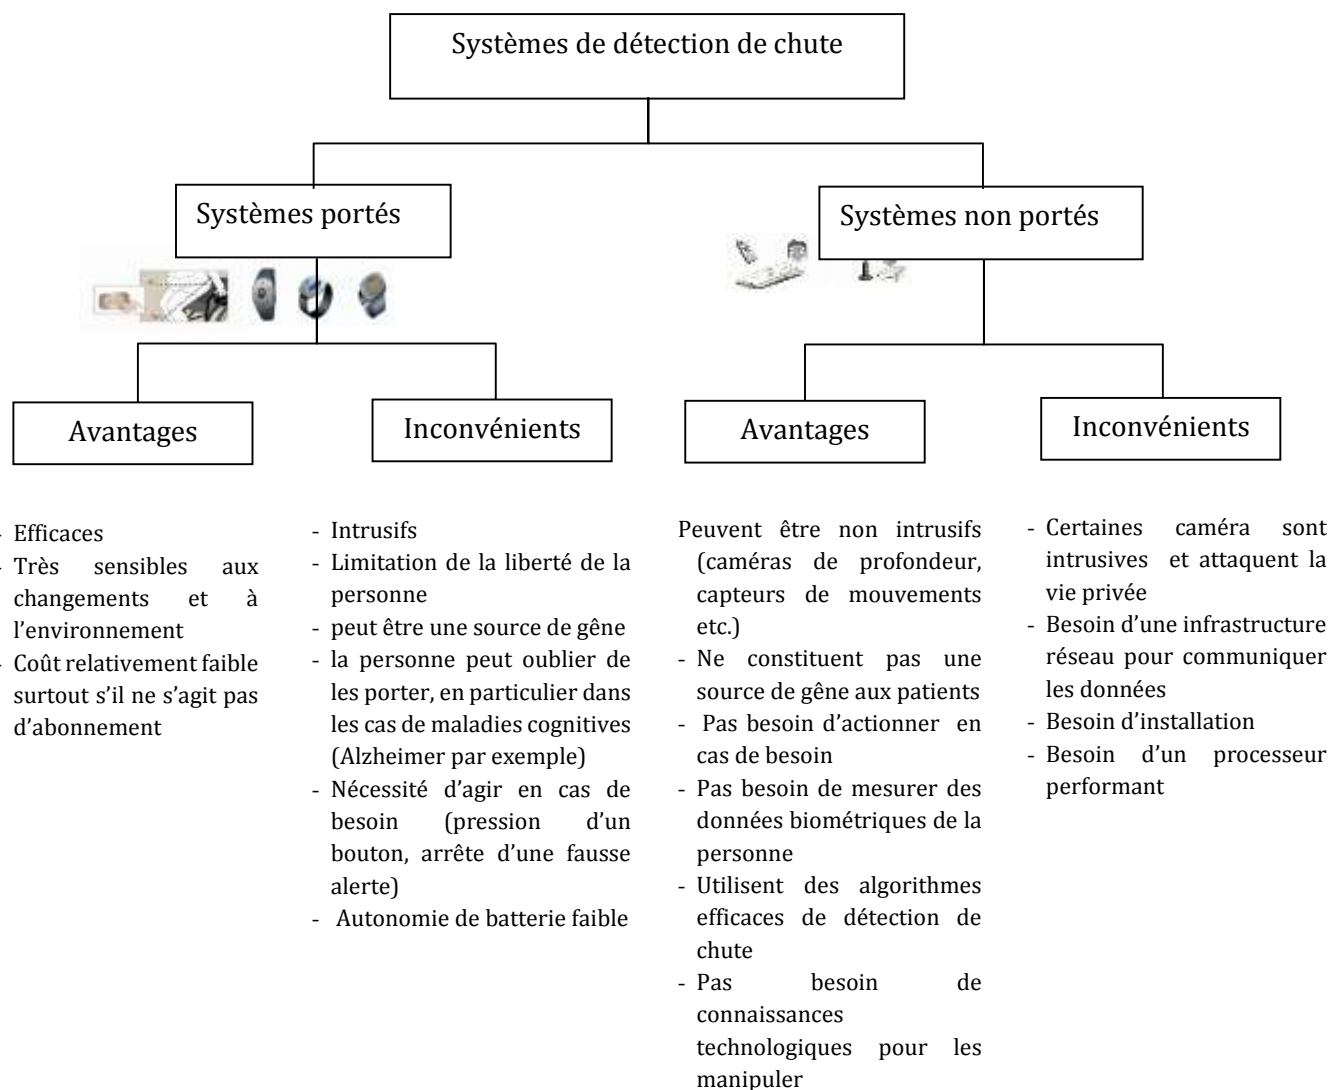 Systèmes de détection de chute
Systèmes portés
Systèmes non portés
Avantages
Inconvénients
Avantages
Inconvénients
- Efficaces
- Très sensibles aux
changements et à
l’environnement
- Coût relativement faible
surtout s’il ne s’agit pas
d’abonnement
- Intrusifs
- Limitation de la liberté de la
personne
- peut être une source de gêne
- la personne peut oublier de
les porter, en particulier dans
les cas de maladies cognitives
(Alzheimer par exemple)
- Nécessité d’agir en cas de
besoin (pression d’un
bouton, arrête d’une fausse
alerte)
- Autonomie de batterie faible
Peuvent être non intrusifs
(caméras de profondeur,
capteurs de mouvements
etc.)
- Ne constituent pas une
source de gêne aux patients
- Pas besoin d’actionner en
cas de besoin
- Pas besoin de mesurer des
données biométriques de la
personne
- Utilisent des algorithmes
efficaces de détection de
chute
- Pas besoin de
connaissances
technologiques pour les
manipuler
- Certaines caméra sont
intrusives et attaquent la
vie privée
- Besoin d’une infrastructure
réseau pour communiquer
les données
- Besoin d’installation
- Besoin d’un processeur
performant